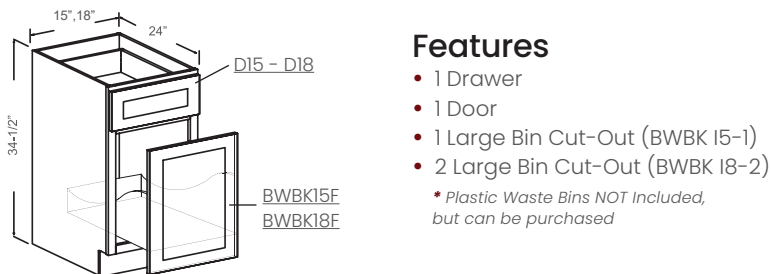 15",18"
24"
34-1/2"
D15 - D18
BWBK15F
BWBK18F
Features
• 1 Drawer
• 1 Door
• 1 Large Bin Cut-Out (BWBK I5-1)
• 2 Large Bin Cut-Out (BWBK I8-2)
* Plastic Waste Bins NOT Included,
but can be purchased